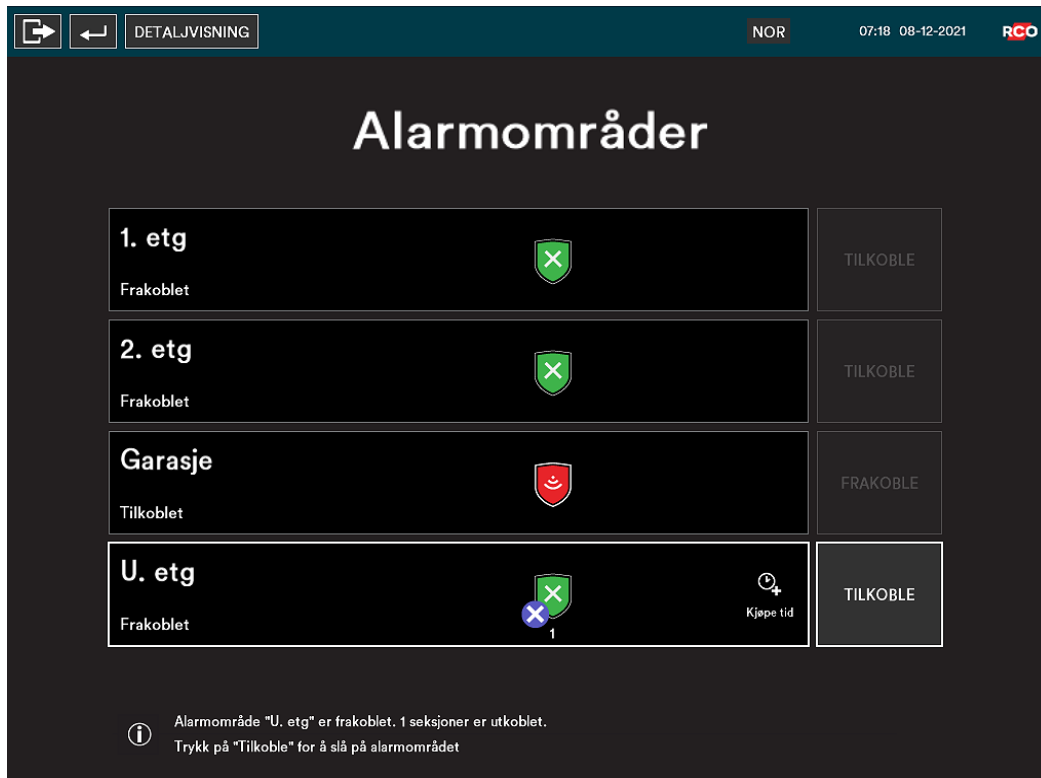 DETALJVISNING
NOR
07:18 08-12-2021
RCO
Alarmområder
1. etg
Frakoblet
TILKOBLE
2. etg
Frakoblet
TILKOBLE
Garasje
Tilkoblet
FRAKOBLE
U. etg
Frakoblet
1
Kjøpe tid
TILKOBLE
Alarmområde "U. etg" er frakoblet. 1 seksjoner er utkoblet.
Trykk på "Tilkoble" for å slå på alarmområdet